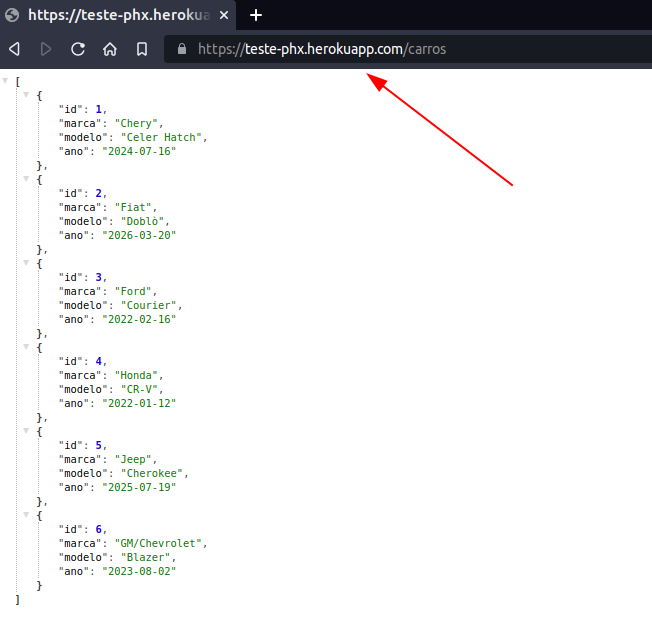 https://teste-phx.herokua
https://teste-phx.herokuapp.com/carros
[
{
"id": 1,
"marca": "Chery",
"modelo": "Celer Hatch",
"ano": "2024-07-16"
},
{
"id": 2,
"marca": "Fiat",
"modelo": "Doblò",
"ano": "2026-03-20"
},
{
"id": 3,
"marca": "Ford",
"modelo": "Courier",
"ano": "2022-02-16"
},
{
"id": 4,
"marca": "Honda",
"modelo": "CR-V",
"ano": "2022-01-12"
},
{
"id": 5,
"marca": "Jeep",
"modelo": "Cherokee",
"ano": "2025-07-19"
},
{
"id": 6,
"marca": "GM/Chevrolet",
"modelo": "Blazer",
"ano": "2023-08-02"
}
]